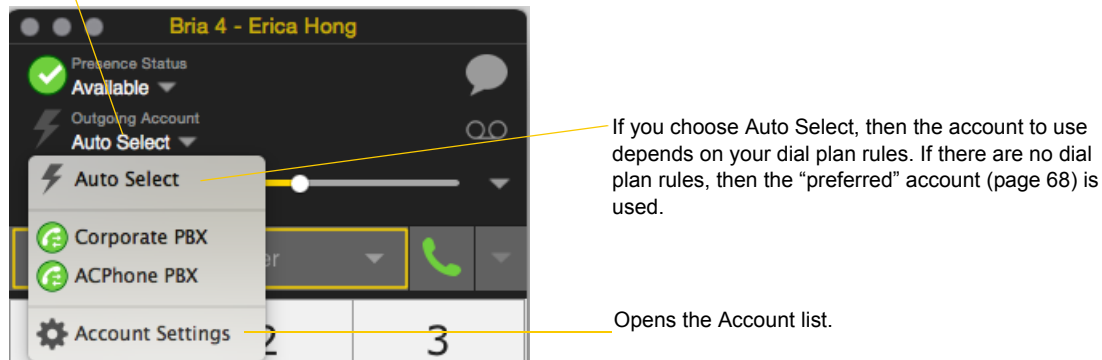 Bria 4 - Erica Hong
Presence Status
Available
Outgoing Account
Auto Select
Auto Select
Corporate PBX
ACPhone PBX
Account Settings
3
If you choose Auto Select, then the account to use
depends on your dial plan rules. If there are no dial
plan rules, then the “preferred” account (page 68) is
used.
Opens the Account list.